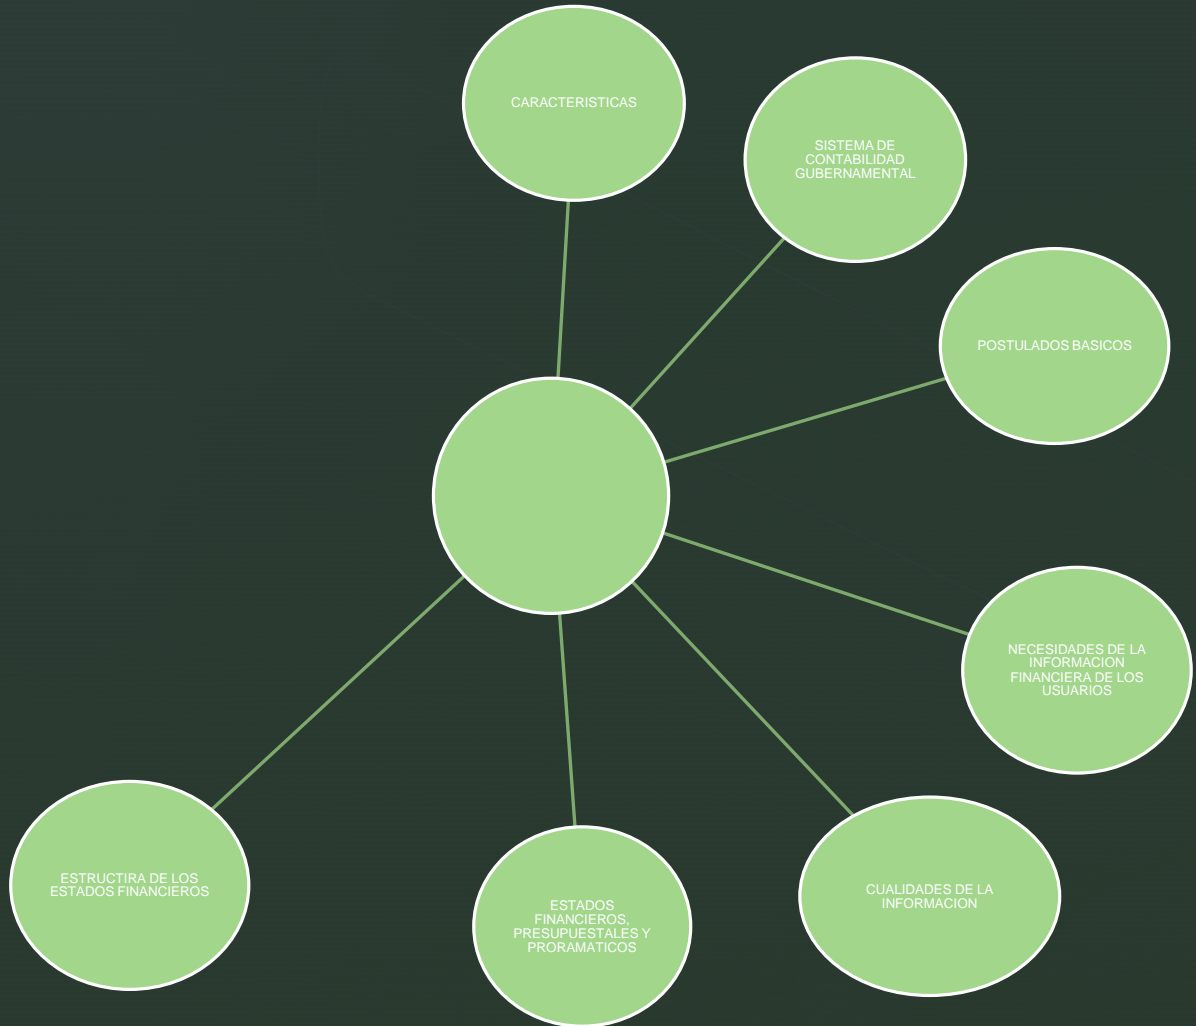 CARACTERISTICAS
SISTEMA DE
CONTABILIDAD
GUBERNAMENTAL
POSTULADOS BASICOS
NECESIDADES DE LA
INFORMACION
FINANCIERA DE LOS
USUARIOS
CUALIDADES DE LA
INFORMACION
ESTADOS
FINANCIEROS,
PRESUPUESTALES Y
PRORAMATICOS
ESTRUCTIRA DE LOS
ESTADOS FINANCIEROS